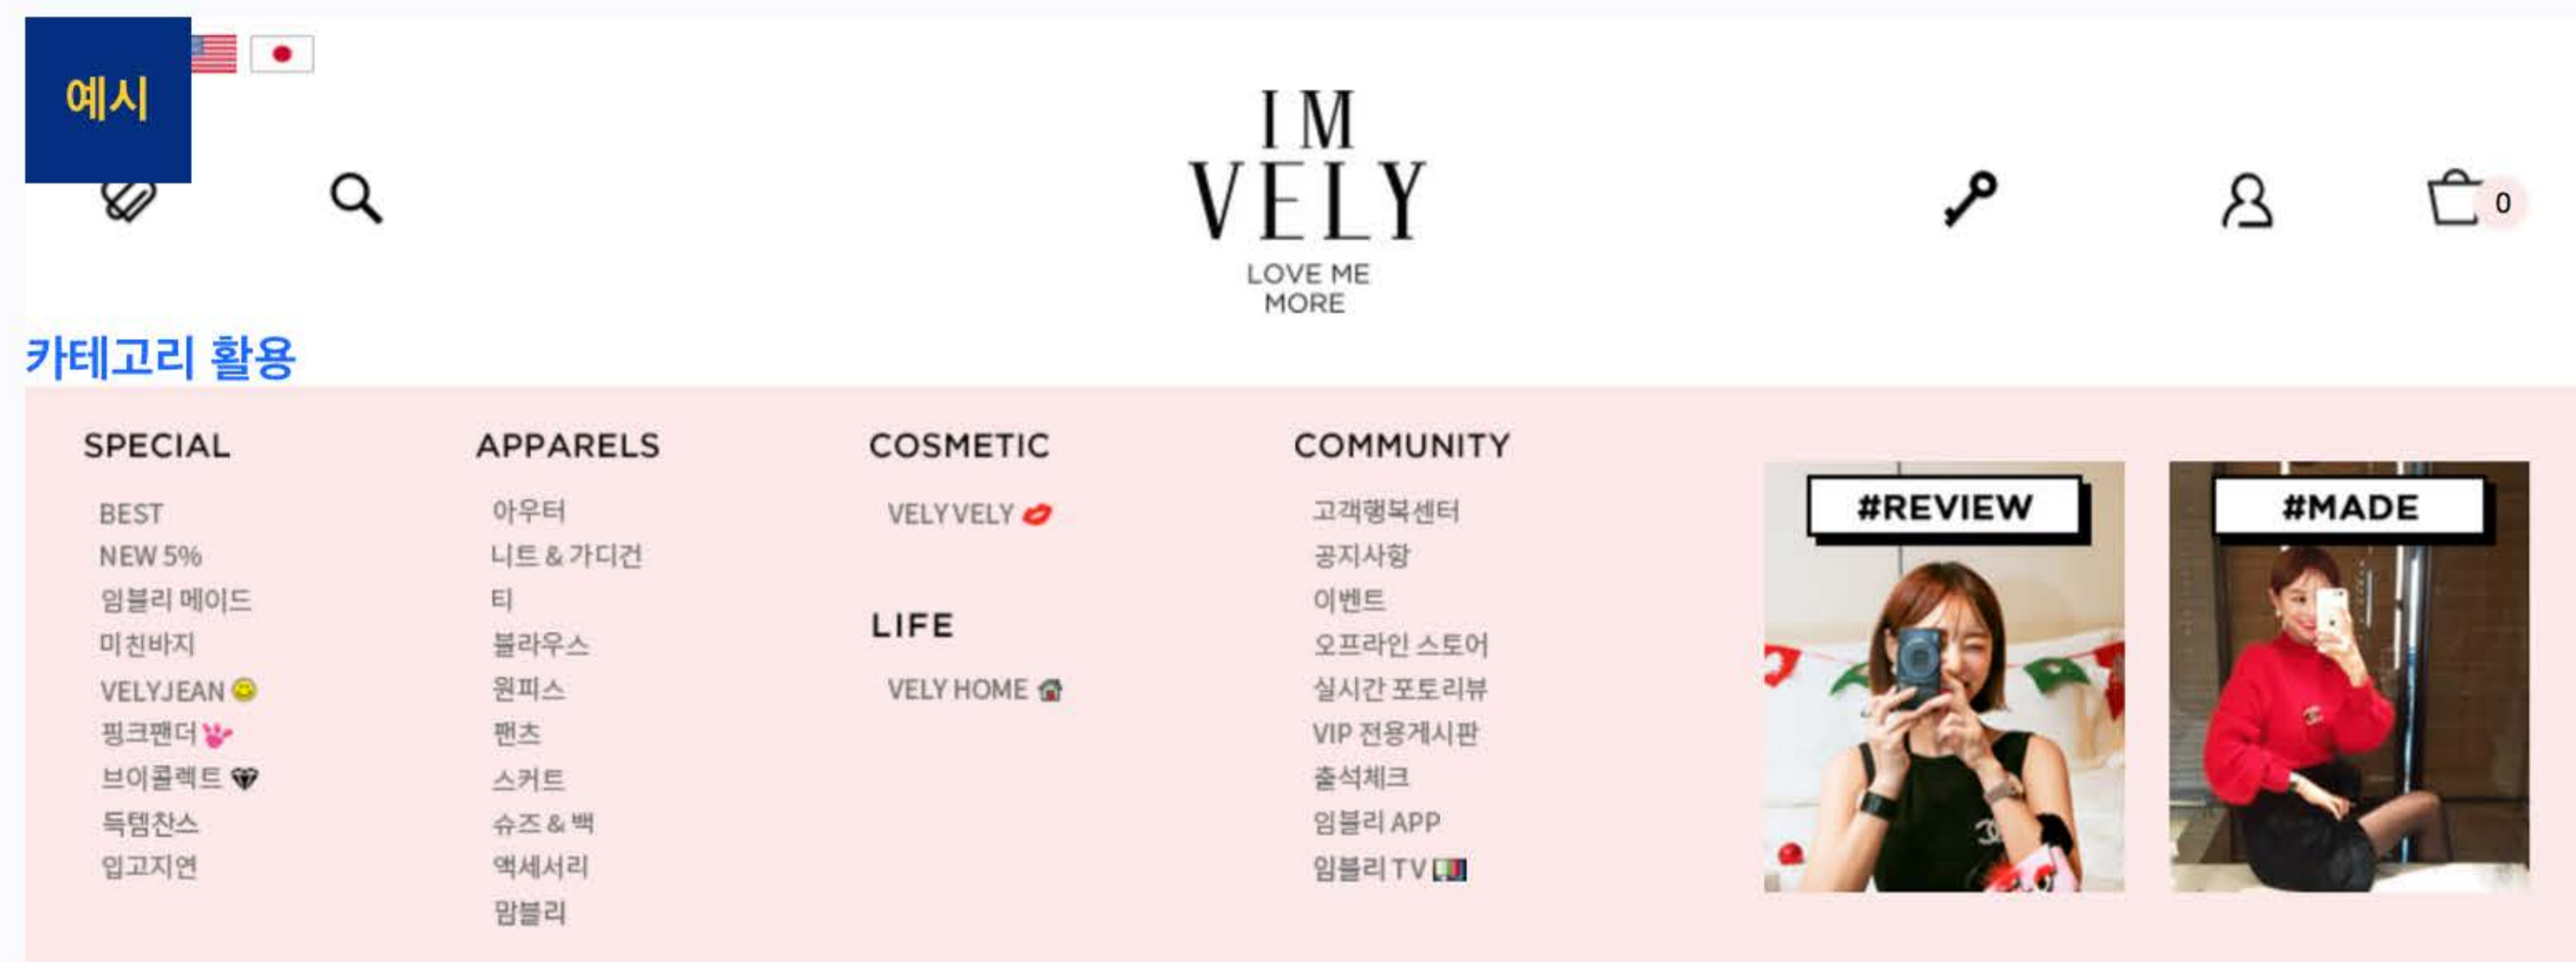 예시
IM
VELY
LOVE ME
MORE
0
카테고리 활용
SPECIAL
BEST
NEW 5%
임블리 메이드
미친바지
VELYJEAN
핑크팬더
브이콜렉트
득템찬스
입고지연
APPARELS
아우터
니트 & 가디건
티
블라우스
원피스
팬츠
스커트
슈즈 & 백
액세서리
맘블리
COSMETIC
VELYVELY
LIFE
VELY HOME
COMMUNITY
고객행복센터
공지사항
이벤트
오프라인 스토어
실시간 포토리뷰
VIP 전용게시판
출석체크
임블리 APP
임블리 TV
#REVIEW
#MADE